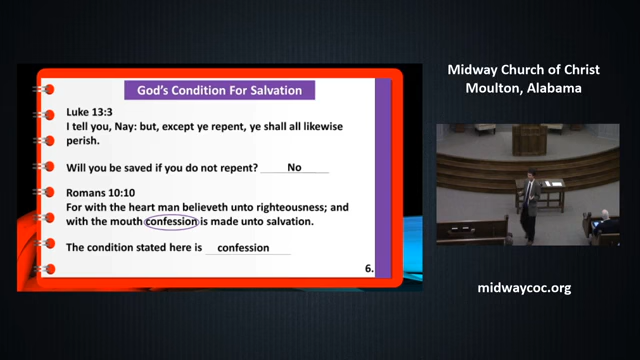 God's Condition For Salvation
Luke 13:3
I tell you, Nay: but, except ye repent, ye shall all likewise
perish.
Will you be saved if you do not repent? No
Romans 10:10
For with the heart man believeth unto righteousness; and
with the mouth confession is made unto salvation.
The condition stated here is confession
6.
Midway Church of Christ
Moulton, Alabama
midwaycoc.org